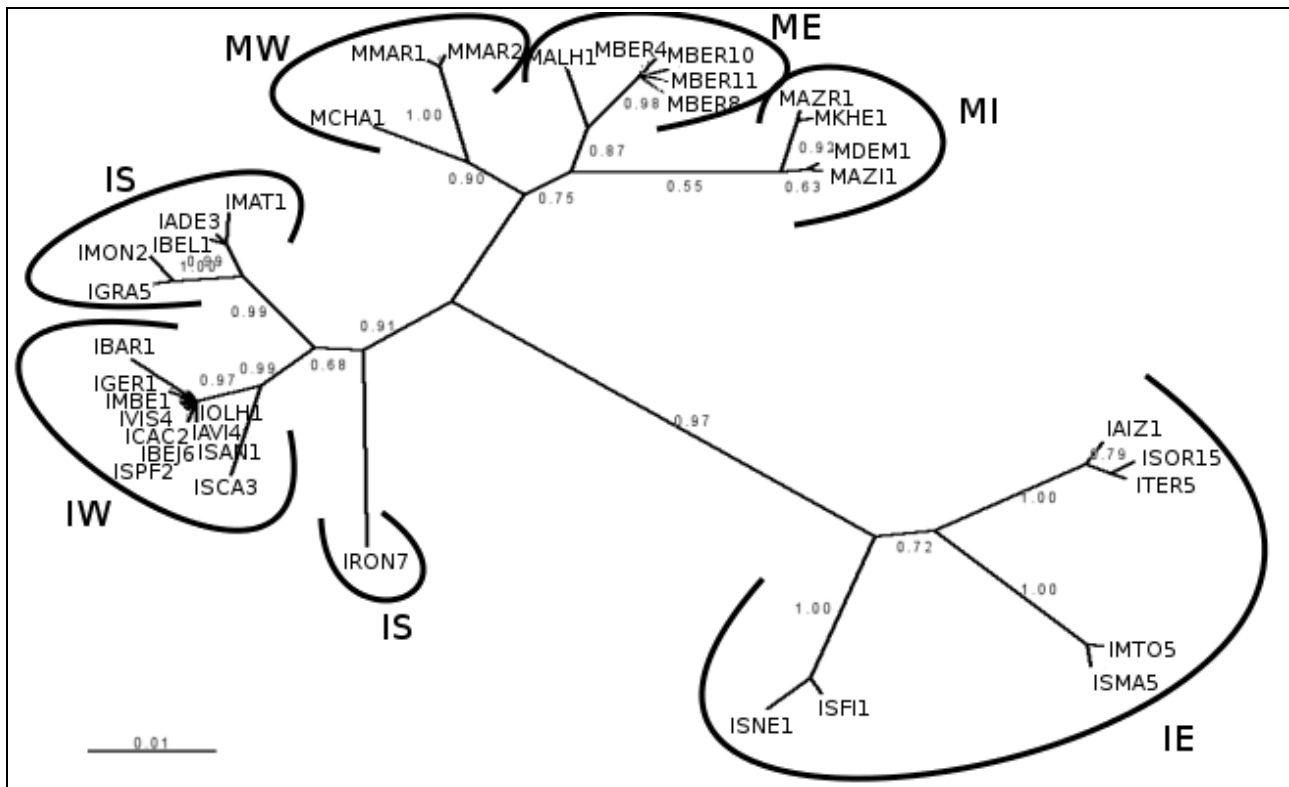 MW
ME
MMAR1
MMAR2
MALH1
MBER4
MBER10
MBER11
MBER8
MI
MAZR1
MKHE1
MCHA1
1.00
0.98
0.92
MDEM1
MAZI1
0.87
0.90
0.75
0.55
0.63
IS
IMAT1
IADE3
IBEL1
IMON2
0.99
1.00
IGRA5
0.99
0.91
IBAR1
0.99
0.68
0.97
IGER1
IMBE1
IOLH1
IVIS4
IAVI4
ICAC2
IBEJ6
ISAN1
ISPF2
ISCA3
IW
0.97
IAIZ1
0.79
ISOR15
ITER5
1.00
IRON7
0.72
IS
1.00
1.00
IMTO5
ISMA5
ISNE1
ISFI1
IE
0.01